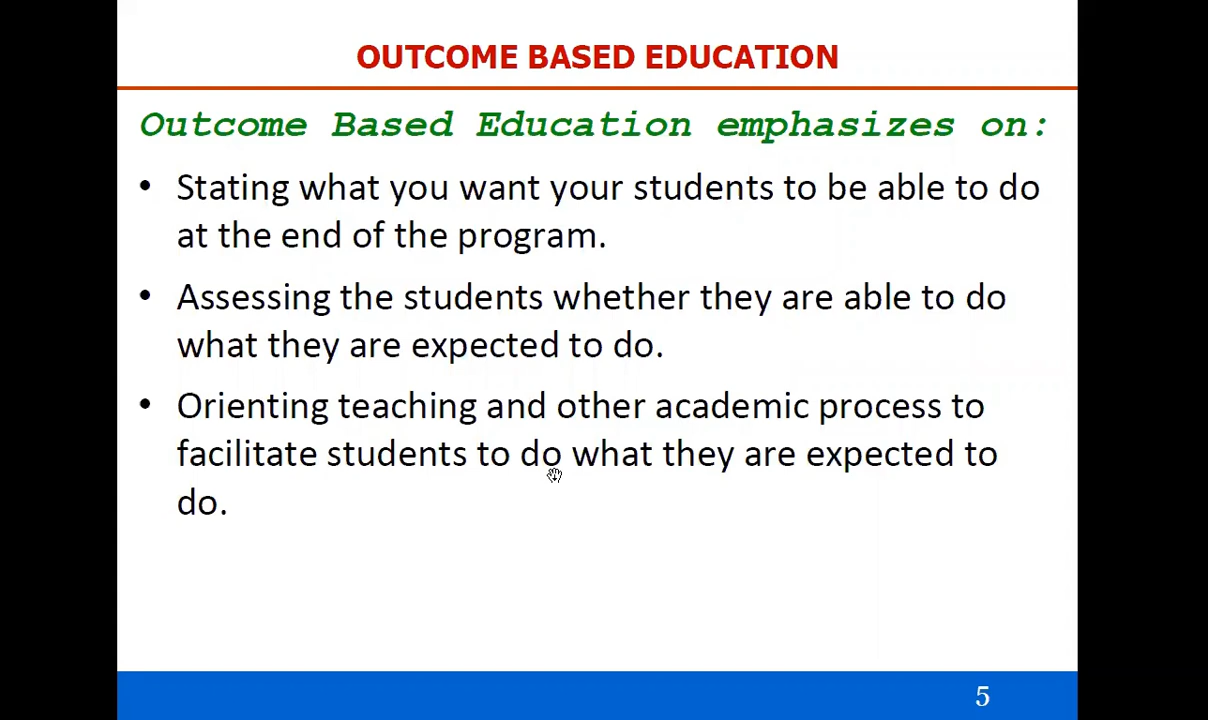 OUTCOME BASED EDUCATION
Outcome Based Education emphasizes on:
• Stating what you want your students to be able to do
at the end of the program.
• Assessing the students whether they are able to do
what they are expected to do.
• Orienting teaching and other academic process to
facilitate students to do what they are expected to
do.
5